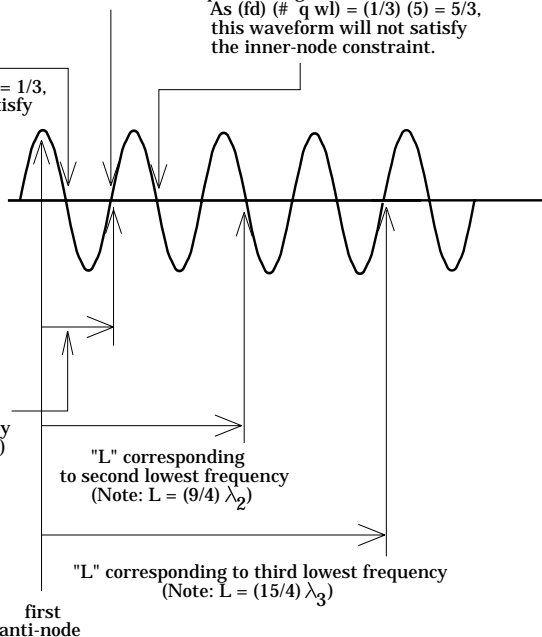 As (fd) (# q wl) = (1/3) (5) = 5/3,
this waveform will not satisfy
the inner-node constraint.
= 1/3,
"L" corresponding
to second lowest frequency
(Note: L = (9/4) λ2)
"L" corresponding to third lowest frequency
(Note: L = (15/4) λ3)
first
anti-node